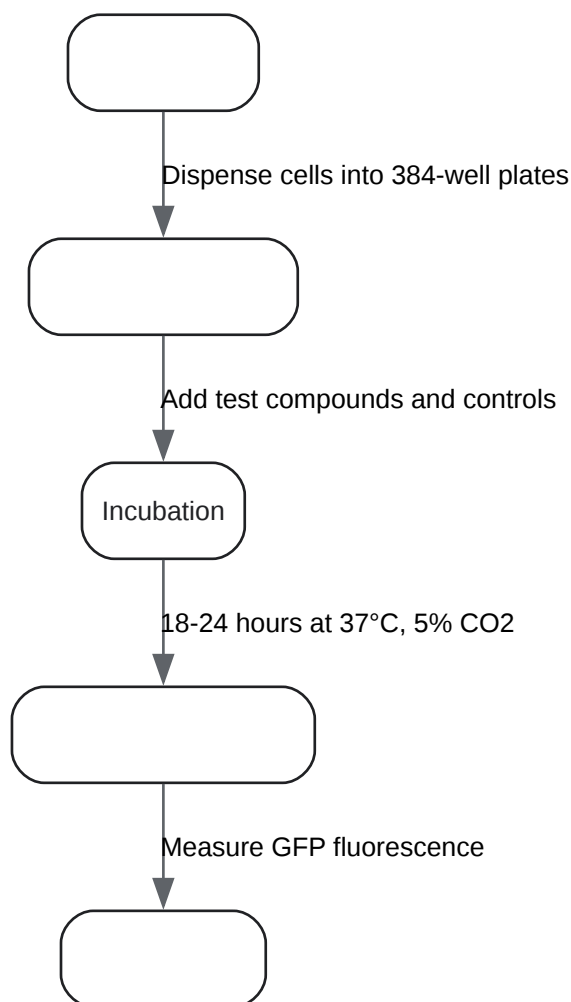 Dispense cells into 384-well plates
Add test compounds and controls
Incubation
18-24 hours at 37°C, 5% CO2
Measure GFP fluorescence